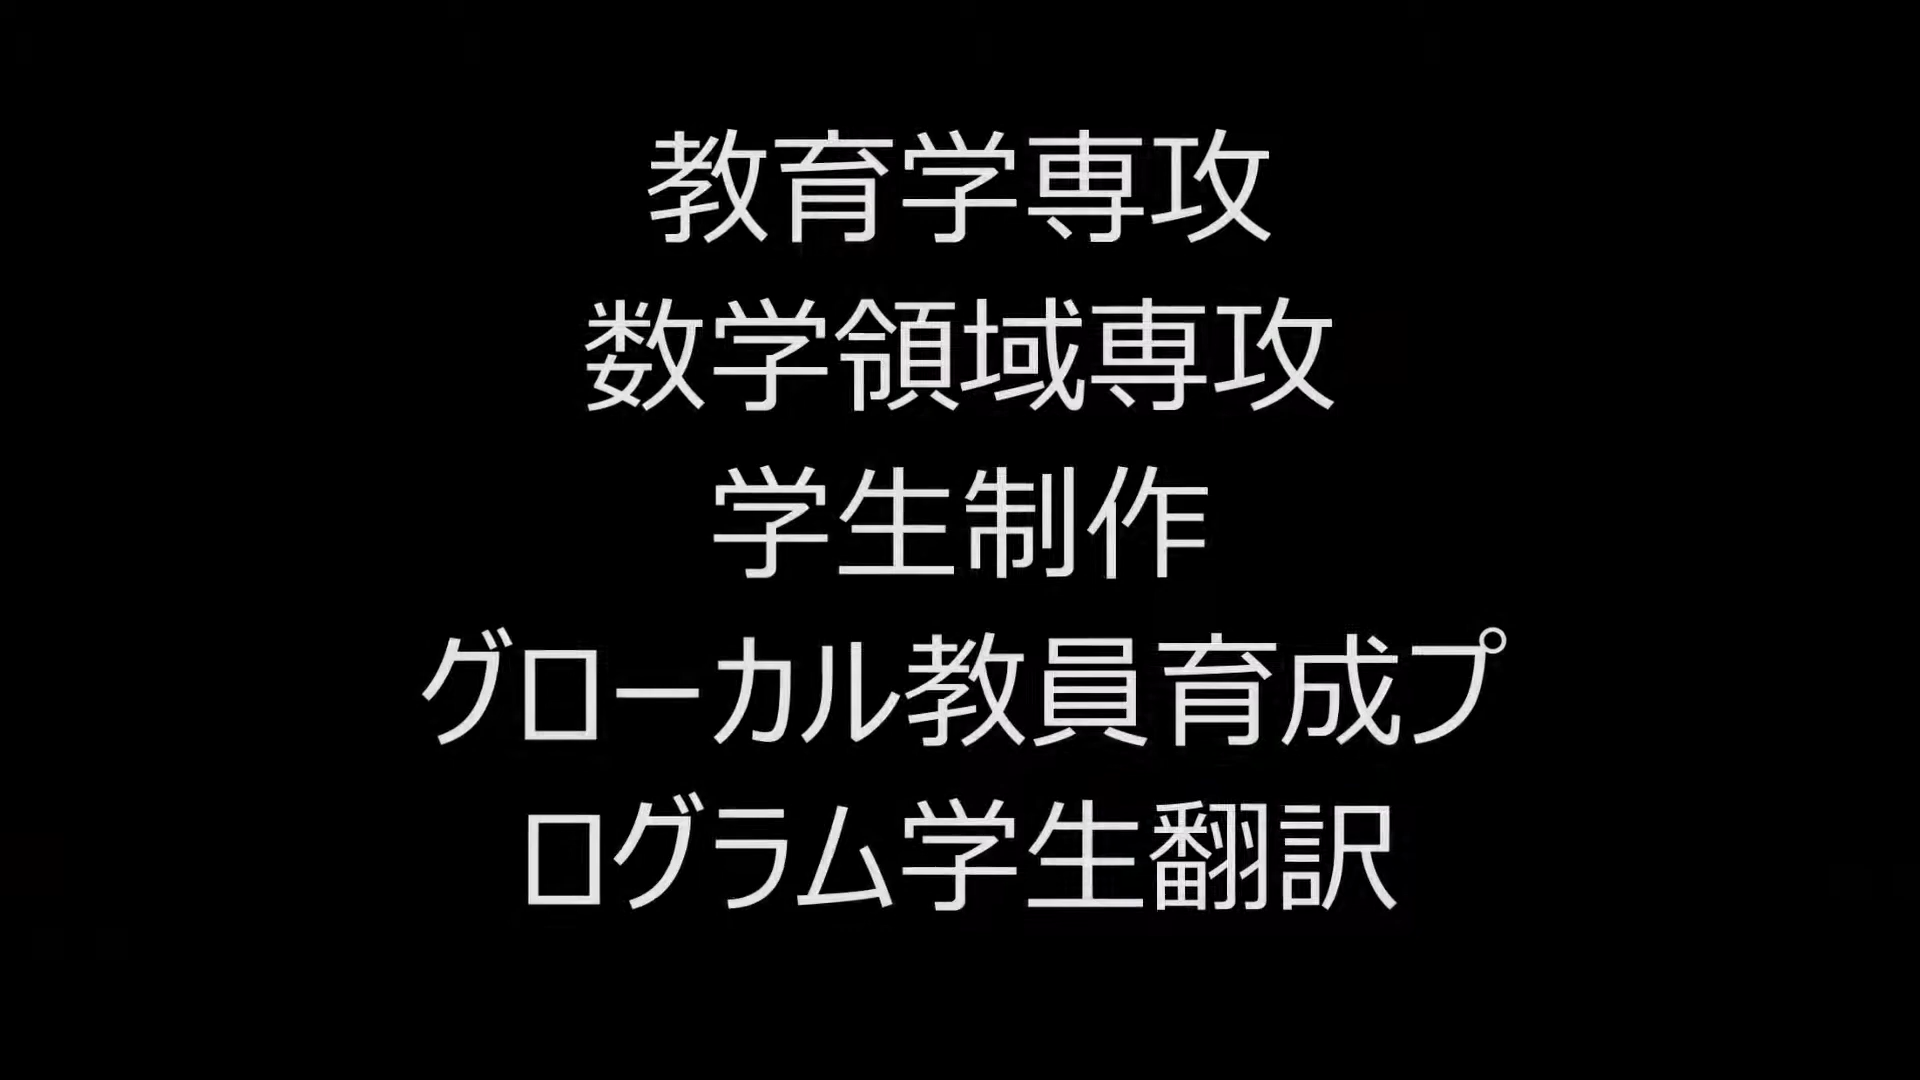 教育学専攻
数学領域専攻
学生制作
グローカル教員育成プ
ログラム学生翻訳